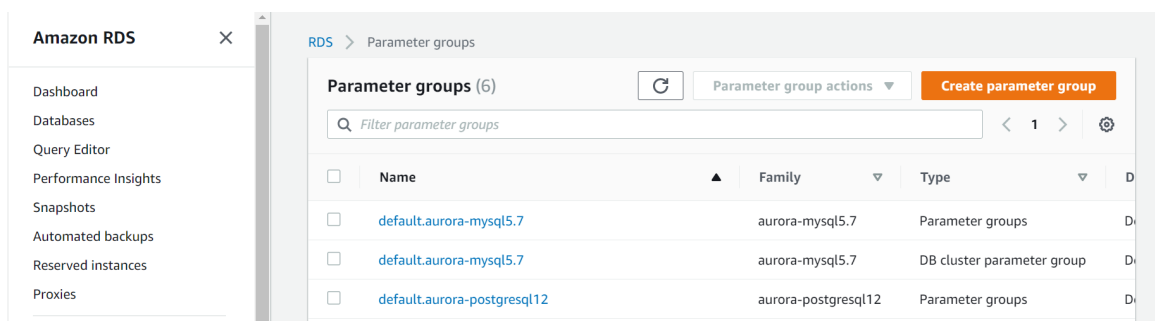 Amazon RDS
Dashboard
Databases
Query Editor
Performance Insights
Snapshots
Automated backups
Reserved instances
Proxies
RDS > Parameter groups
Parameter groups (6) Parameter group actions Create parameter group
Filter parameter groups 1
Name Family Type D
default.aurora-mysql5.7 aurora-mysql5.7 Parameter groups
default.aurora-mysql5.7 aurora-mysql5.7 DB cluster parameter group
default.aurora-postgresql12 aurora-postgresql12 Parameter groups